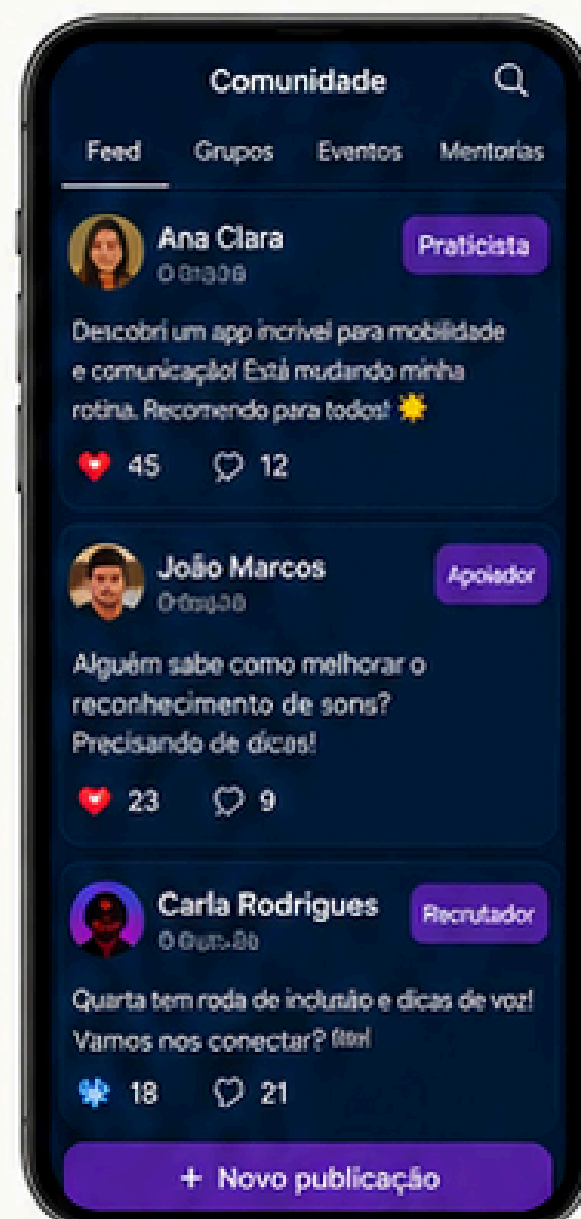 Comunidade
Feed Grupos Eventos Mentorias
Ana Clara Praticista
Descobri um app incrivel para mobilidade
e comunicação! Está mudando minha
rotina. Recomendo para todos!
45 12
João Marcos Apoiador
Alguém sabe como melhorar o
reconhecimento de sons?
Precisando de dicas!
23 9
Carla Rodrigues Recrutador
Quarta tem roda de inclusão e dicas de voz!
Vamos nos conectar?
18 21
+ Novo publicação